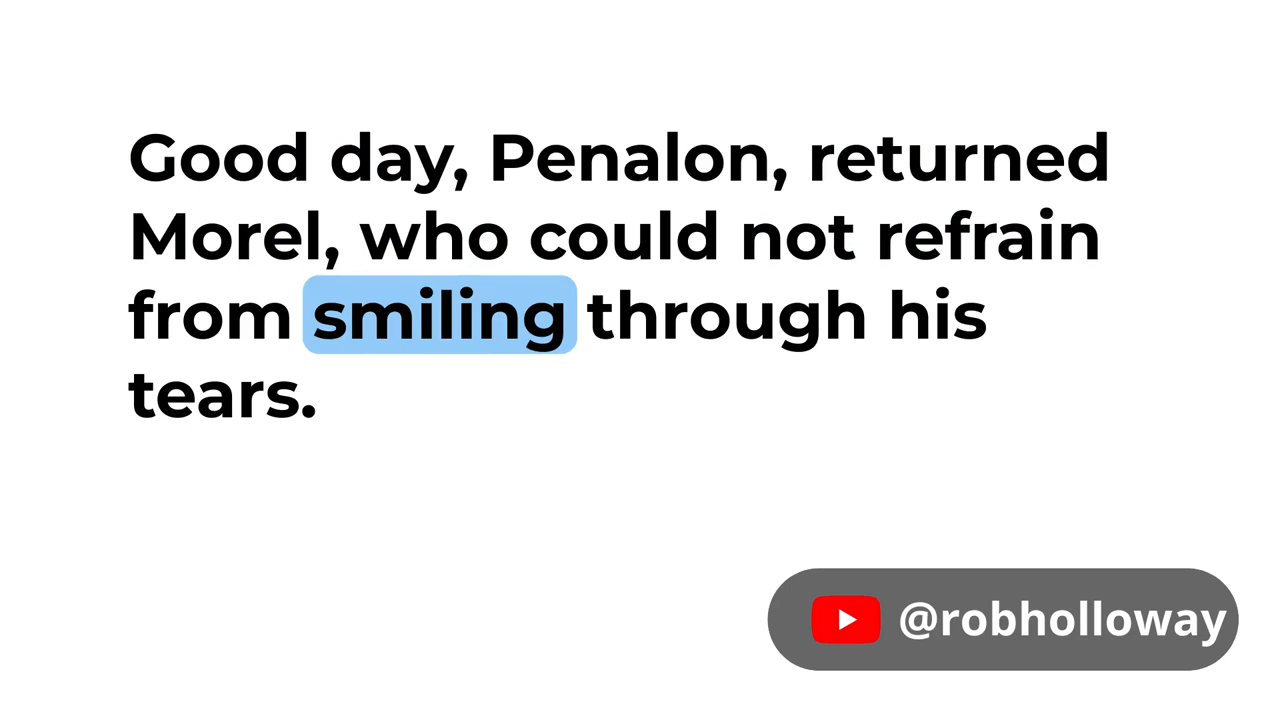 Good day, Penalon, returned
Morel, who could not refrain
from smiling through his
tears.
@robholloway